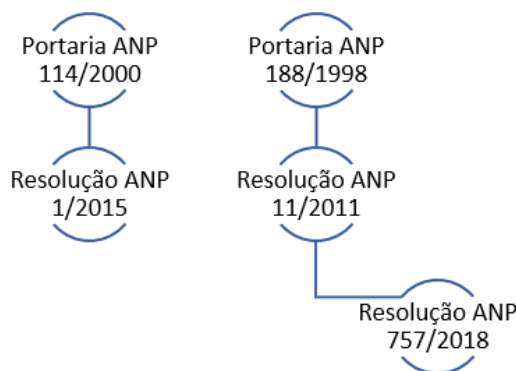 Portaria ANP
114/2000
Portaria ANP
188/1998
Resolução ANP
1/2015
Resolução ANP
11/2011
Resolução ANP
757/2018